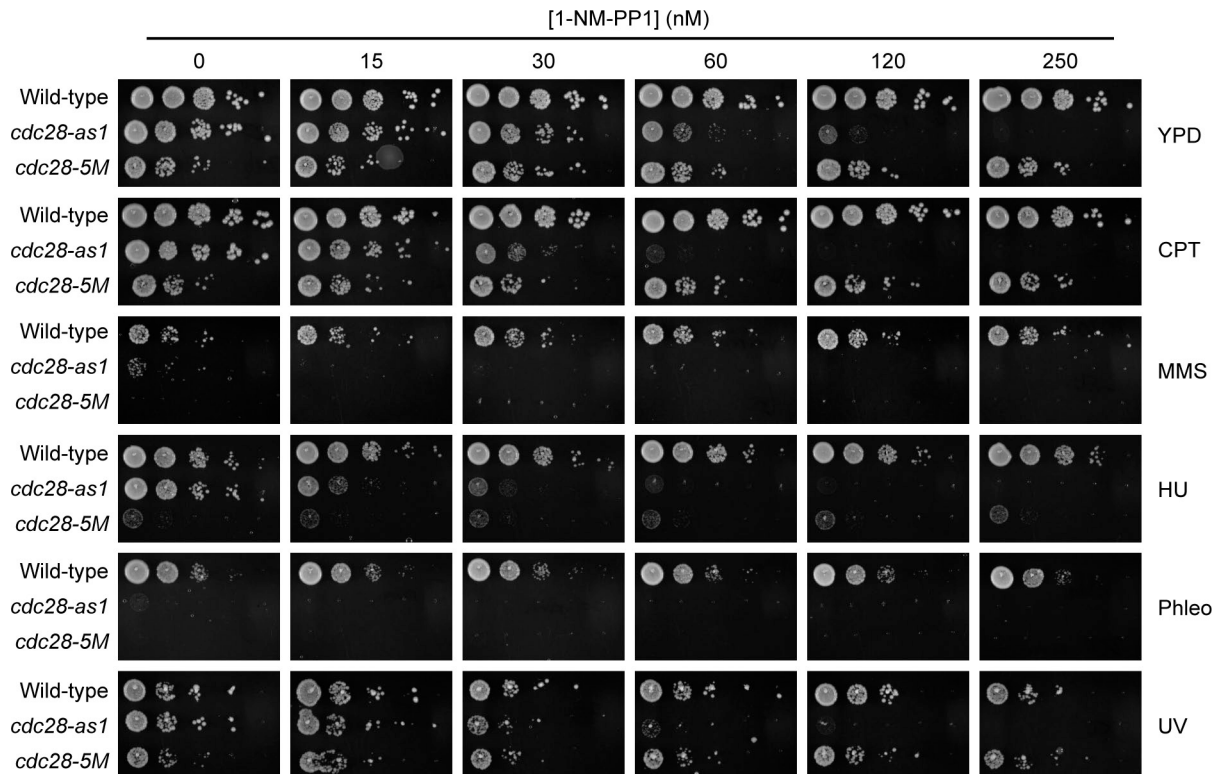 [1-NM-PP1] (nM)
0 15 30 60 120 250
Wild-type
cdc28-as1
cdc28-5M
YPD
Wild-type
cdc28-as1
cdc28-5M
CPT
Wild-type
cdc28-as1
cdc28-5M
MMS
Wild-type
cdc28-as1
cdc28-5M
HU
Wild-type
cdc28-as1
cdc28-5M
Phleo
Wild-type
cdc28-as1
cdc28-5M
UV